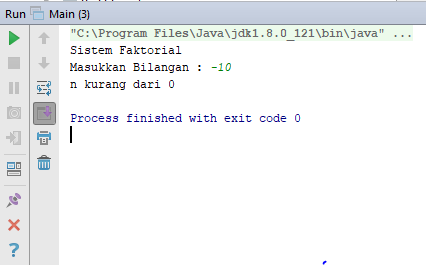 Run Main (3)
"C:\Program Files\Java\jdk1.8.0_121\bin\java" ...
Sistem Faktorial
Masukkan Bilangan : -10
n kurang dari 0
Process finished with exit code 0